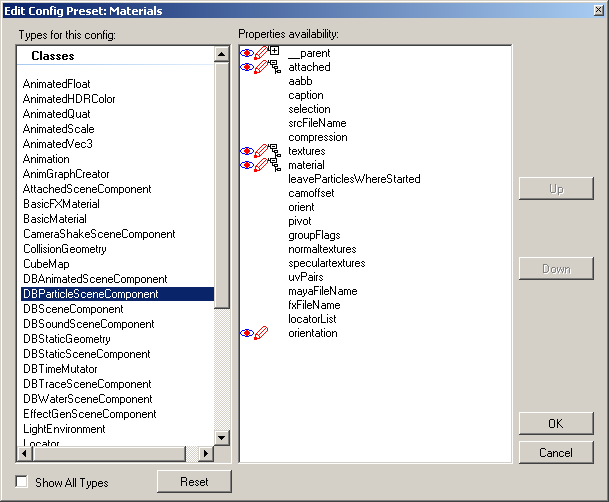 Edit Config Preset: Materials
Types for this config:
Classes
AnimatedFloat
AnimatedHDRColor
AnimatedQuat
AnimatedScale
AnimatedVec3
Animation
AnimGraphCreator
AttachedSceneComponent
BasicFXMaterial
BasicMaterial
CameraShakeSceneComponent
CollisionGeometry
CubeMap
DBAnimatedSceneComponent
DBParticleSceneComponent
DBSceneComponent
DBSoundSceneComponent
DBStaticGeometry
DBStaticSceneComponent
DBTimeMutator
DBTraceSceneComponent
DBWaterSceneComponent
EffectGenSceneComponent
LightEnvironment
Locator
Show All Types
Reset
Properties availability:
__parent
attached
aabb
caption
selection
srcFileName
compression
textures
material
leaveParticlesWhereStarted
camoffset
orient
pivot
groupFlags
normaltextures
speculartextures
uvPairs
mayaFileName
fxFileName
locatorList
orientation
Up
Down
OK
Cancel